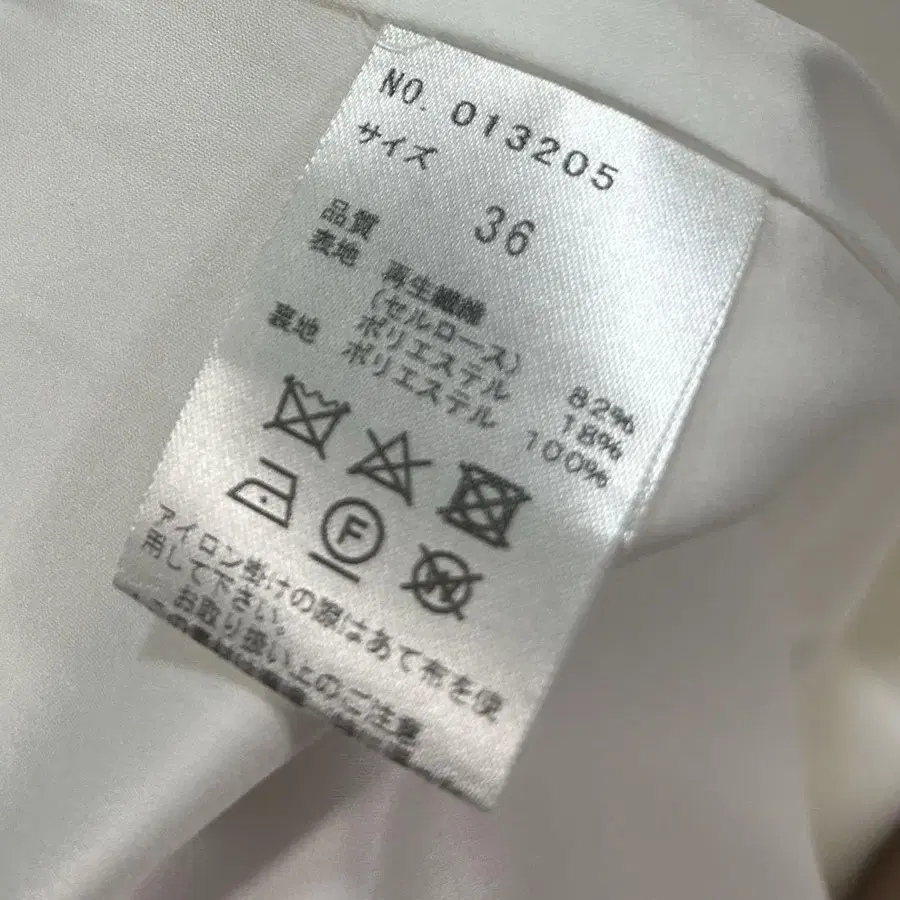 NO. 013205
サイズ
36
品質
表地 再生繊維
(セルロース) 82%
ポリエステル 18%
裏地 ポリエステル 100%
F
W
アイロン掛けの際はあて布を使
用して下さい。
お取り扱い上のご注意